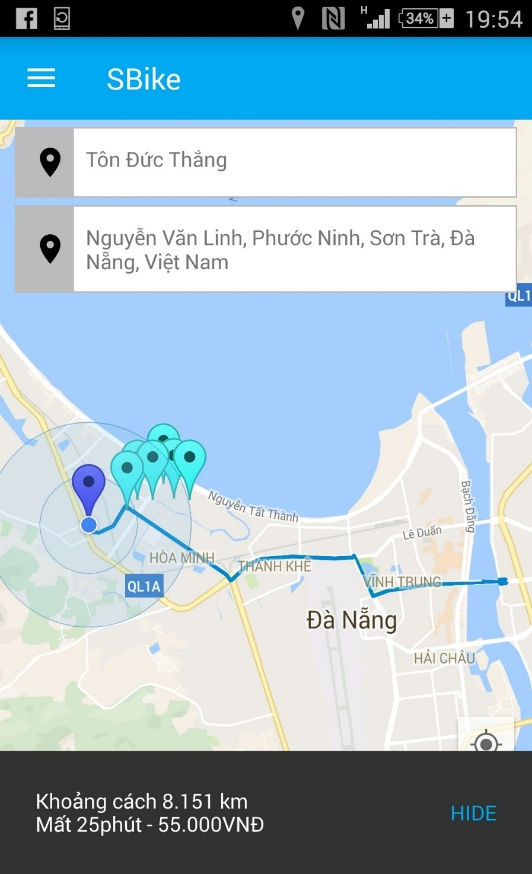 H
34%
19:54
SBike
Tôn Đức Thắng
Nguyễn Văn Linh, Phước Ninh, Sơn Trà, Đà
Nẵng, Việt Nam
QL1
Nguyễn Tất Thành
Bạch Đằng
Lê Duẩn
HÒA MINH
THANH KHÊ
QL1A
VĨNH TRUNG
Đà Nẵng
HẢI CHÂU
Khoảng cách 8.151 km
Mất 25phút - 55.000VNĐ
HIDE